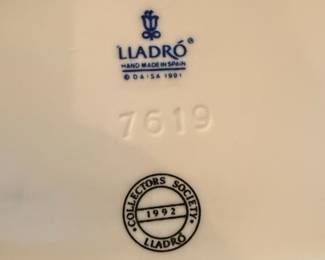 LLADRÓ
HAND MADE IN SPAIN
© DAISA 1991
7619
COLLECTORS SOCIETY
1992
LLADRÓ